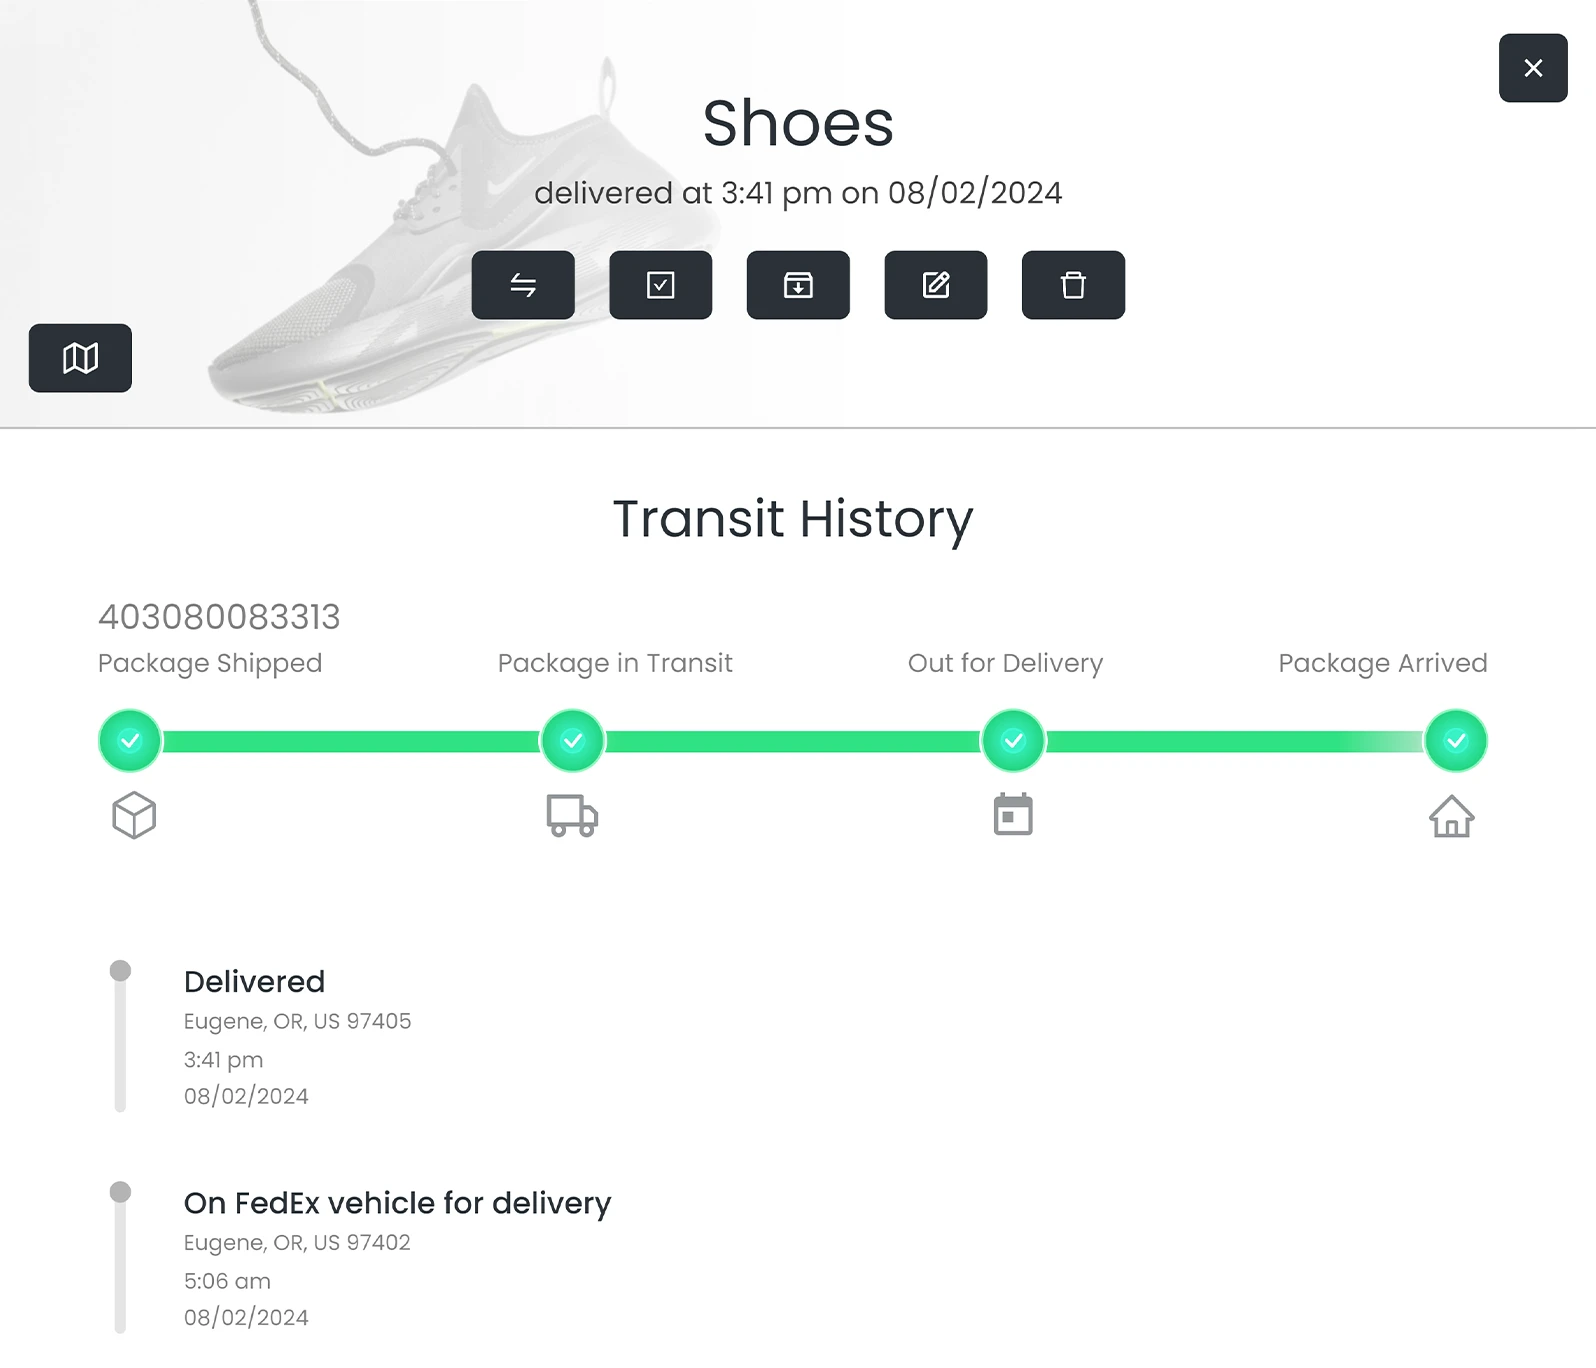 Shoes
delivered at 3:41 pm on 08/02/2024
Transit History
403080083313
Package Shipped
Package in Transit
Out for Delivery
Package Arrived
Delivered
Eugene, OR, US 97405
3:41 pm
08/02/2024
On FedEx vehicle for delivery
Eugene, OR, US 97402
5:06 am
08/02/2024